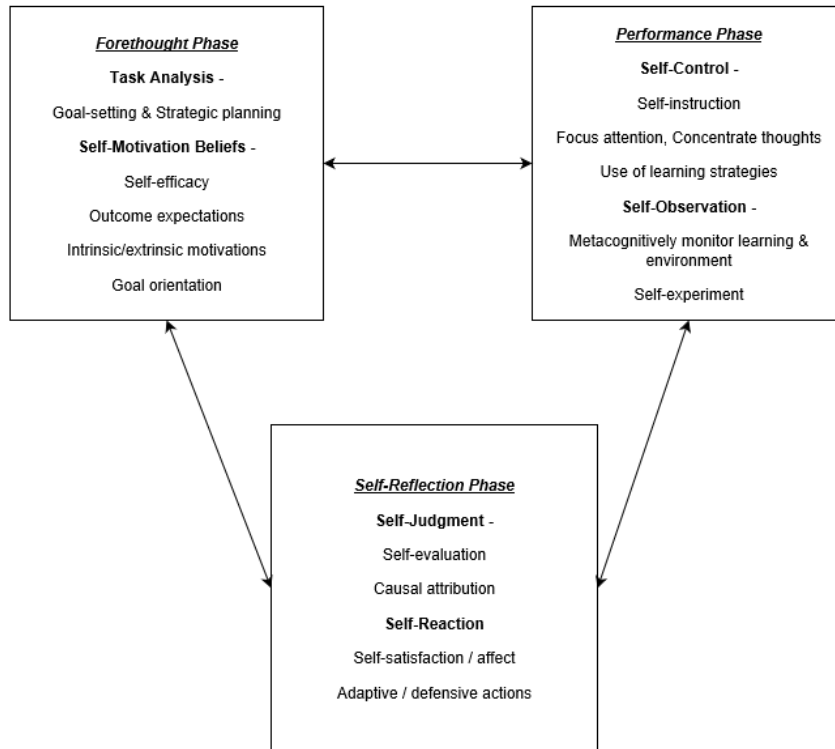 Forethought Phase
Task Analysis -
Goal-setting & Strategic planning
Self-Motivation Beliefs -
Self-efficacy
Outcome expectations
Intrinsic/extrinsic motivations
Goal orientation
Performance Phase
Self-Control -
Self-instruction
Focus attention, Concentrate thoughts
Use of learning strategies
Self-Observation -
Metacognitively monitor learning &
environment
Self-experiment
Self-Reflection Phase
Self-Judgment -
Self-evaluation
Causal attribution
Self-Reaction
Self-satisfaction / affect
Adaptive / defensive actions